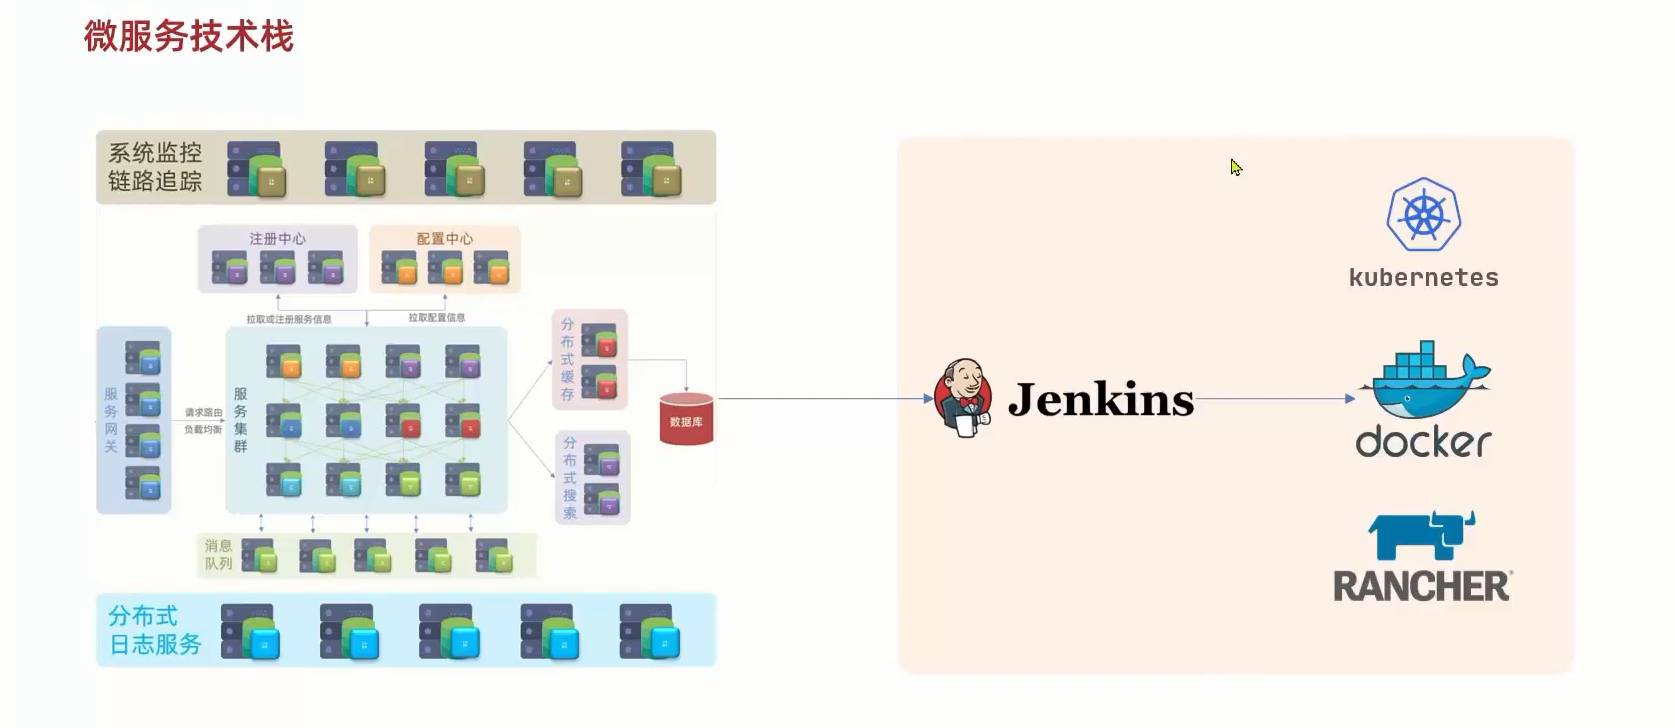 微服务技术栈
系统监控
链路追踪
注册中心
配置中心
拉取或注册服务信息
拉取配置信息
服务网关
请求路由
负载均衡
服务集群
分布式缓存
分布式搜索
数据库
消息
队列
分布式
日志服务
Jenkins
kubernetes
docker
RANCHER